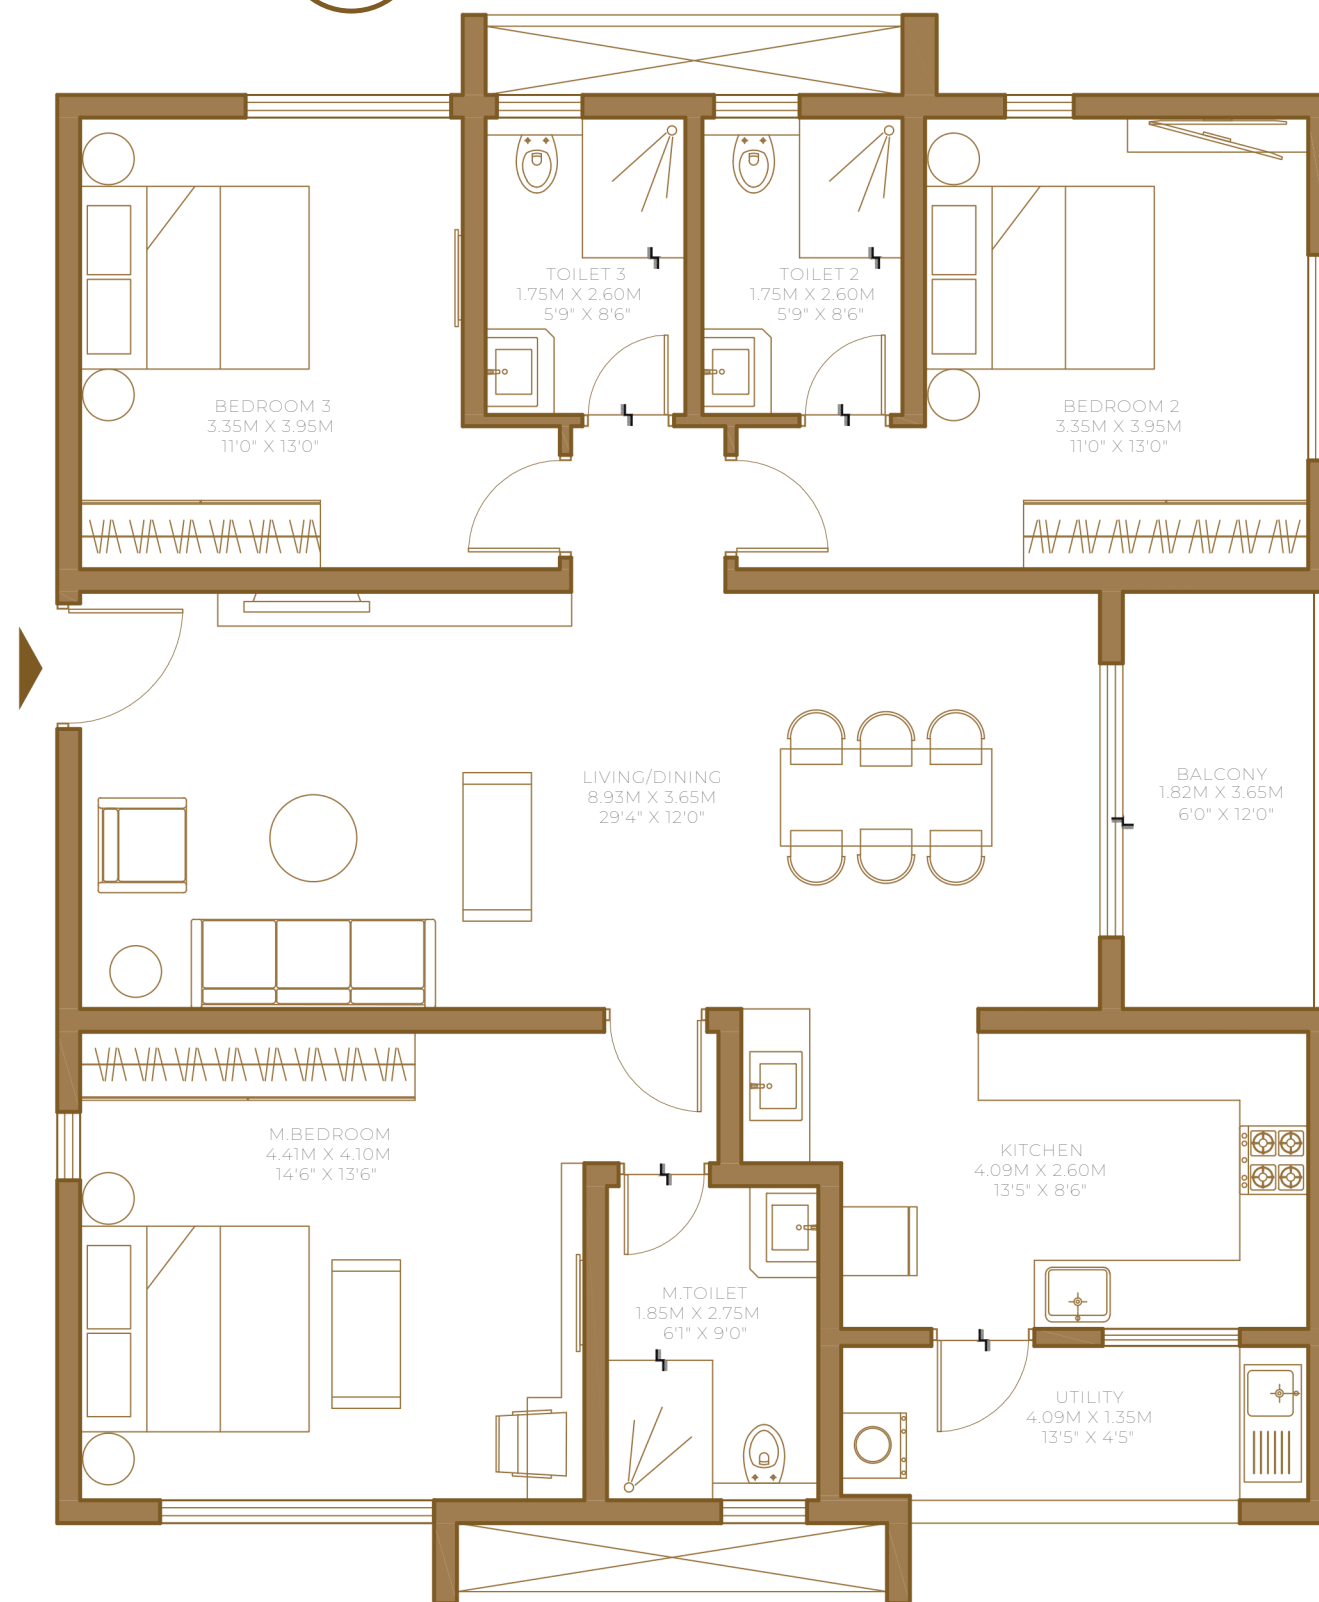 TOILET 3
1.75M X 2.60M
5'9" X 8'6"
TOILET 2
1.75M X 2.60M
5'9" X 8'6"
BEDROOM 3
3.35M X 3.95M
11'0" X 13'0"
BEDROOM 2
3.35M X 3.95M
11'0" X 13'0"
LIVING/DINING
8.93M X 3.65M
29'4" X 12'0"
BALCONY
1.82M X 3.65M
6'0" X 12'0"
M.BEDROOM
4.41M X 4.10M
14'6" X 13'6"
KITCHEN
4.09M X 2.60M
13'5" X 8'6"
M.TOILET
1.85M X 2.75M
6'1" X 9'0"
UTILITY
4.09M X 1.35M
13'5" X 4'5"